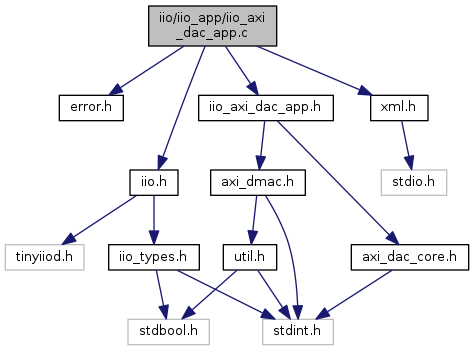 iio/iio_app/iio_axi
_dac_app.c
error.h
iio_axi_dac_app.h
xml.h
iio.h
axi_dmac.h
stdio.h
tinyiiod.h
iio_types.h
util.h
axi_dac_core.h
stdbool.h
stdint.h